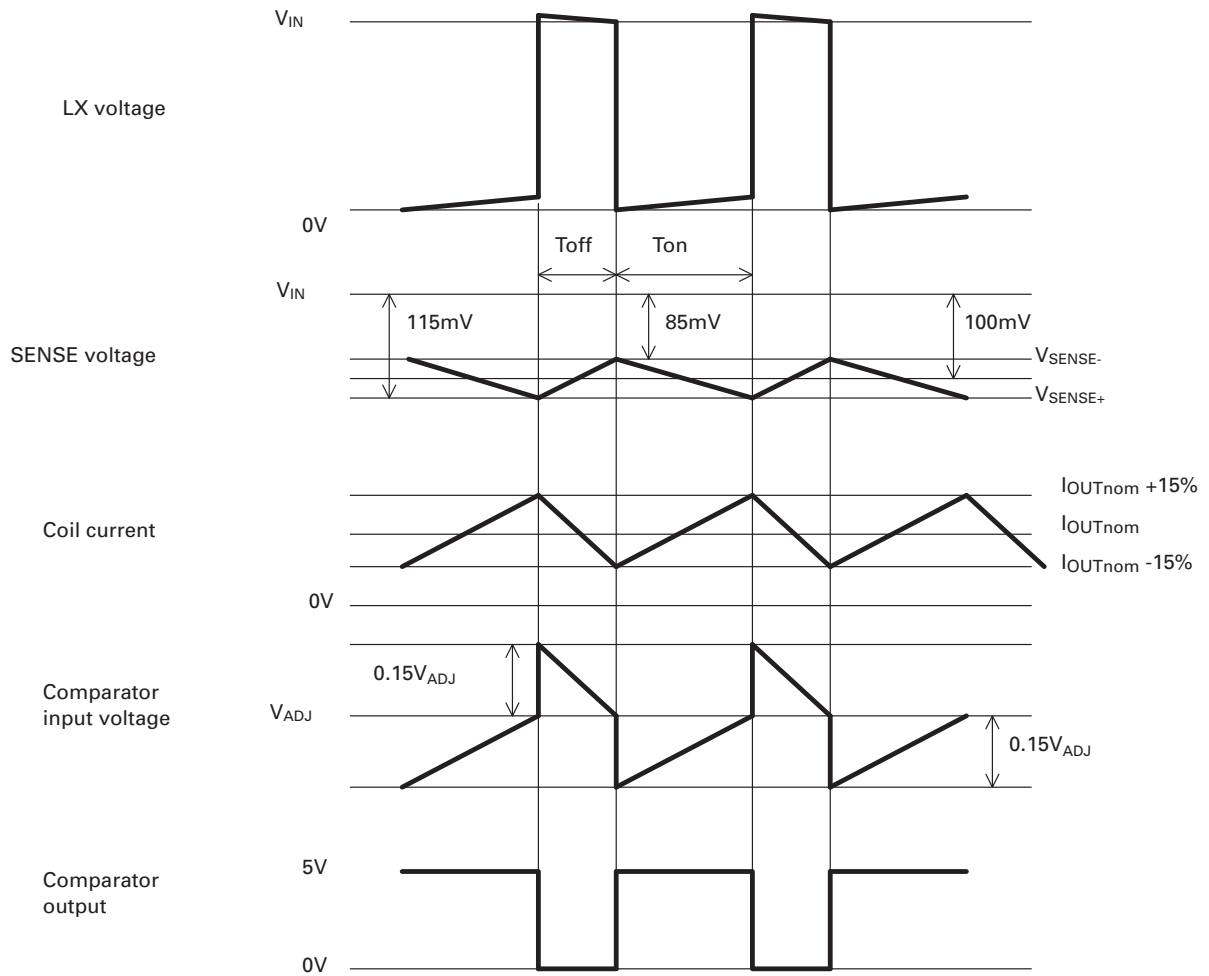 VIN
LX voltage
0V
Toff
Ton
VIN
115mV
85mV
100mV
SENSE voltage
VSENSE-
VSENSE+
IOUTnom +15%
Coil current
IOUTnom
IOUTnom -15%
0V
0.15VADJ
Comparator
input voltage
VADJ
0.15VADJ
5V
Comparator
output
0V